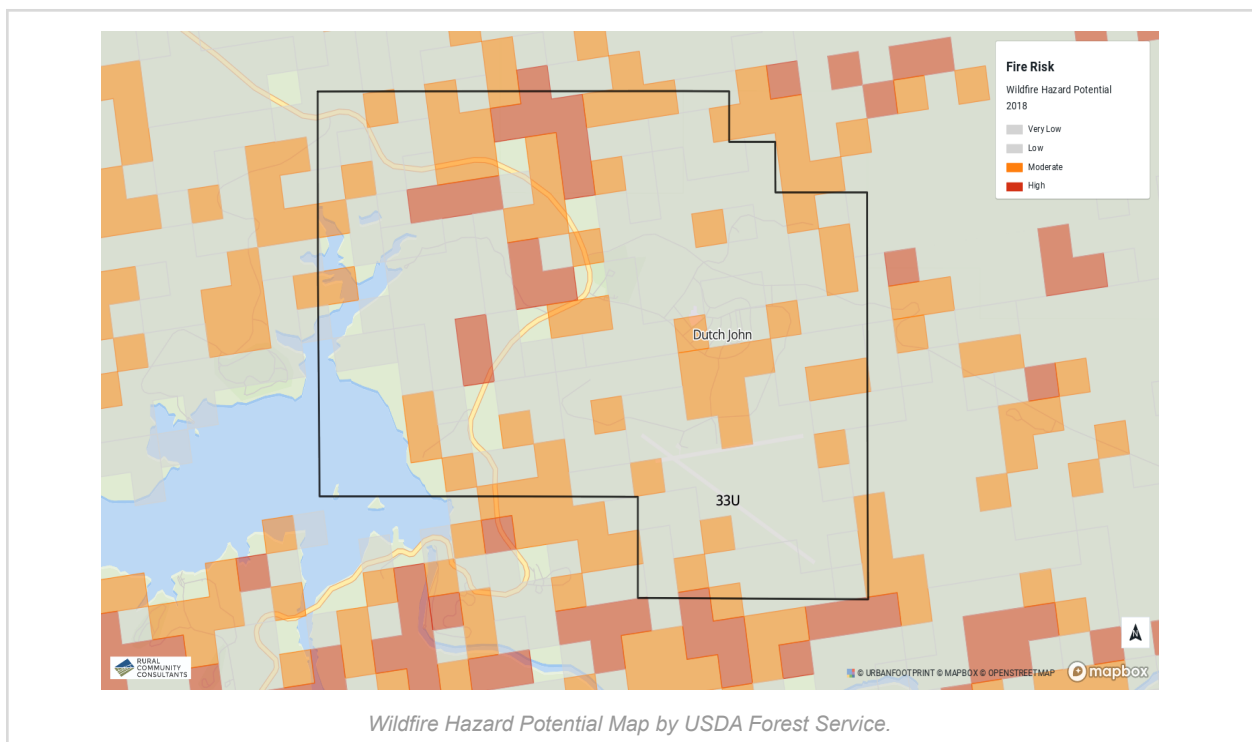 Fire Risk
Wildfire Hazard Potential
2018
Very Low
Low
Moderate
High
Dutch John
33U
RURAL
COMMUNITY
CONSULTANTS
© URBANFOOTPRINT © MAPBOX © OPENSTREETMAP
mapbox
Wildfire Hazard Potential Map by USDA Forest Service.